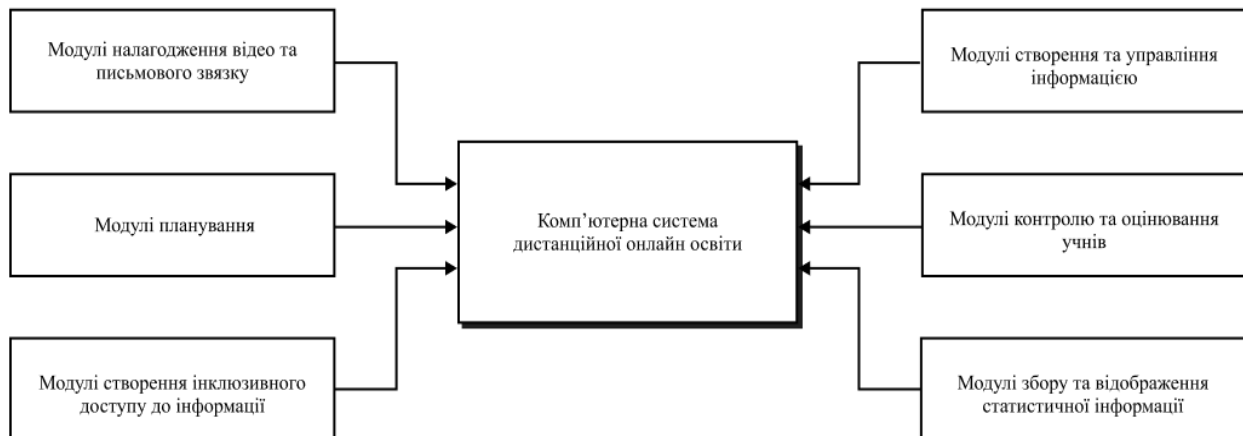 Модулі налагодження відео та
письмового звязку
Модулі планування
Модулі створення інклюзивного
доступу до інформації
Комп’ютерна система
дистанційної онлайн освіти
Модулі створення та управління
інформацією
Модулі контролю та оцінювання
учнів
Модулі збору та відображення
статистичної інформації